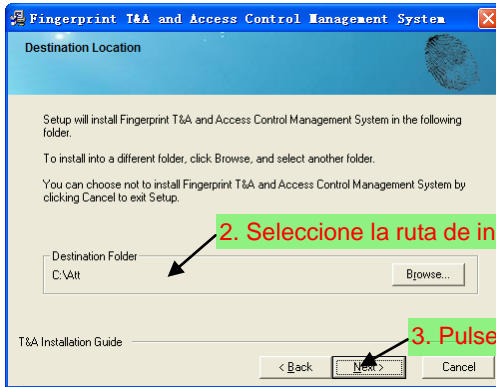 Fingerprint T&A and Access Control Management System
Destination Location
Setup will install Fingerprint T&A and Access Control Management System in the following
folder.
To install into a different folder, click Browse, and select another folder.
You can choose not to install Fingerprint T&A and Access Control Management System by
clicking Cancel to exit Setup.
2. Seleccione la ruta de in
Destination Folder
C:\Att
Browse...
3. Pulse
T&A Installation Guide
< Back
Next >
Cancel